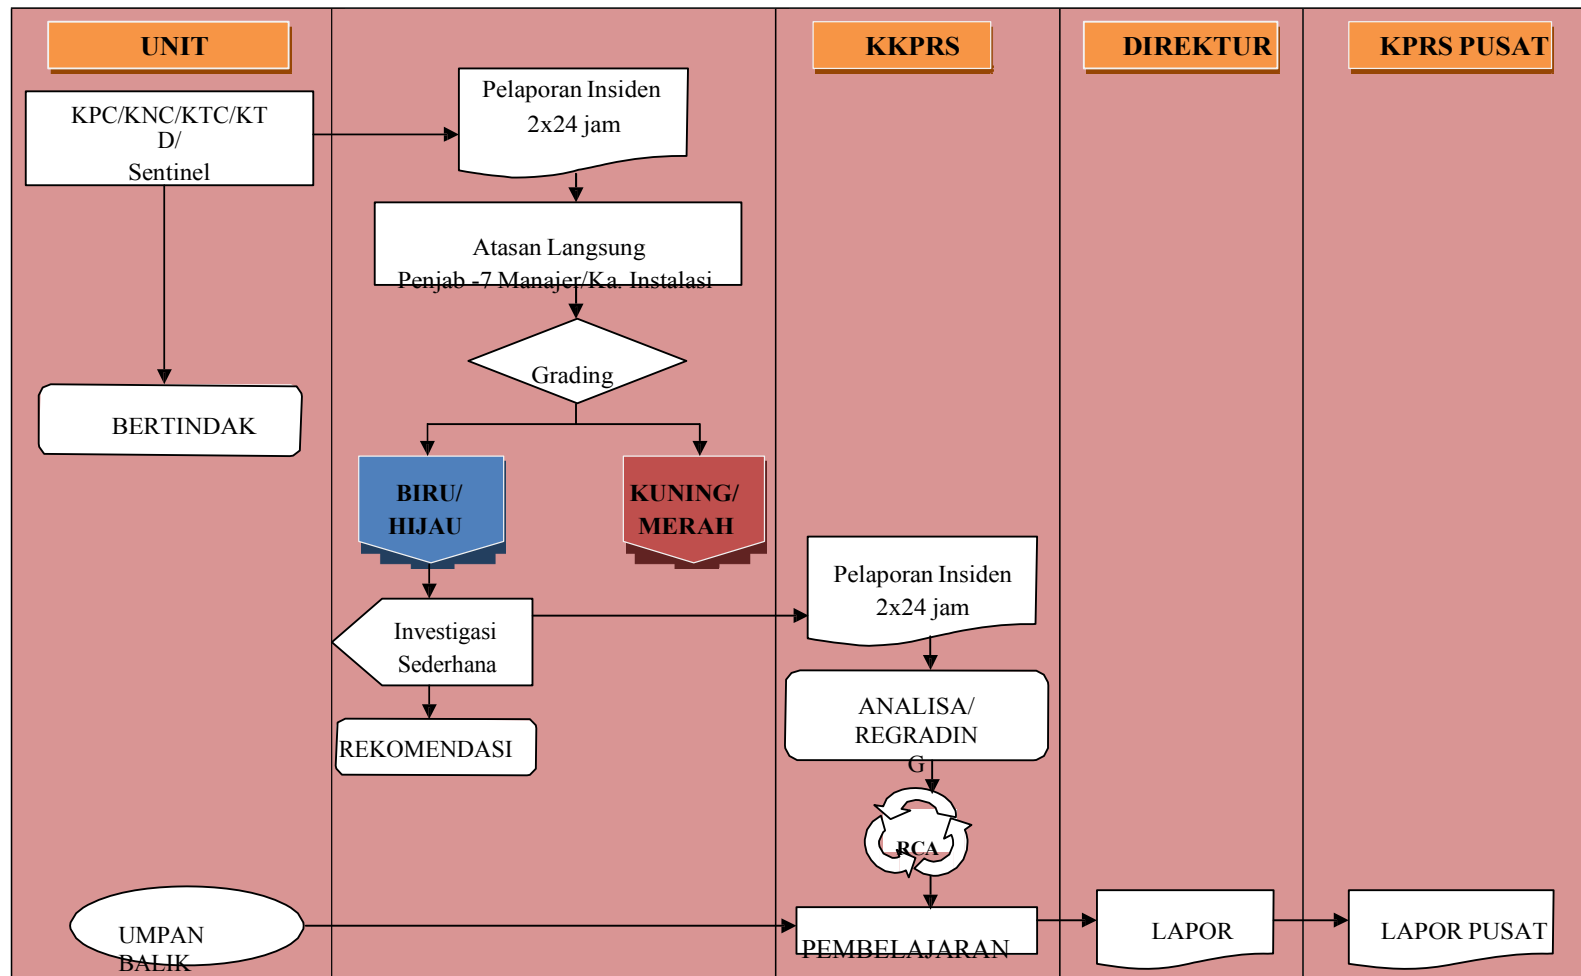 UNIT
KKPRS
DIREKTUR
KPRS PUSAT
KPC/KNC/KTC/KT
D/
Sentinel
Pelaporan Insiden
2x24 jam
Atasan Langsung
Penjab -7 Manajer/Ka. Instalasi
Grading
BERTINDAK
BIRU/
HIJAU
KUNING/
MERAH
Pelaporan Insiden
2x24 jam
Investigasi
Sederhana
ANALISA/
REGRADIN
G
REKOMENDASI
RCA
UMPAN
BALIK
PEMBELAJARAN
LAPOR
LAPOR PUSAT